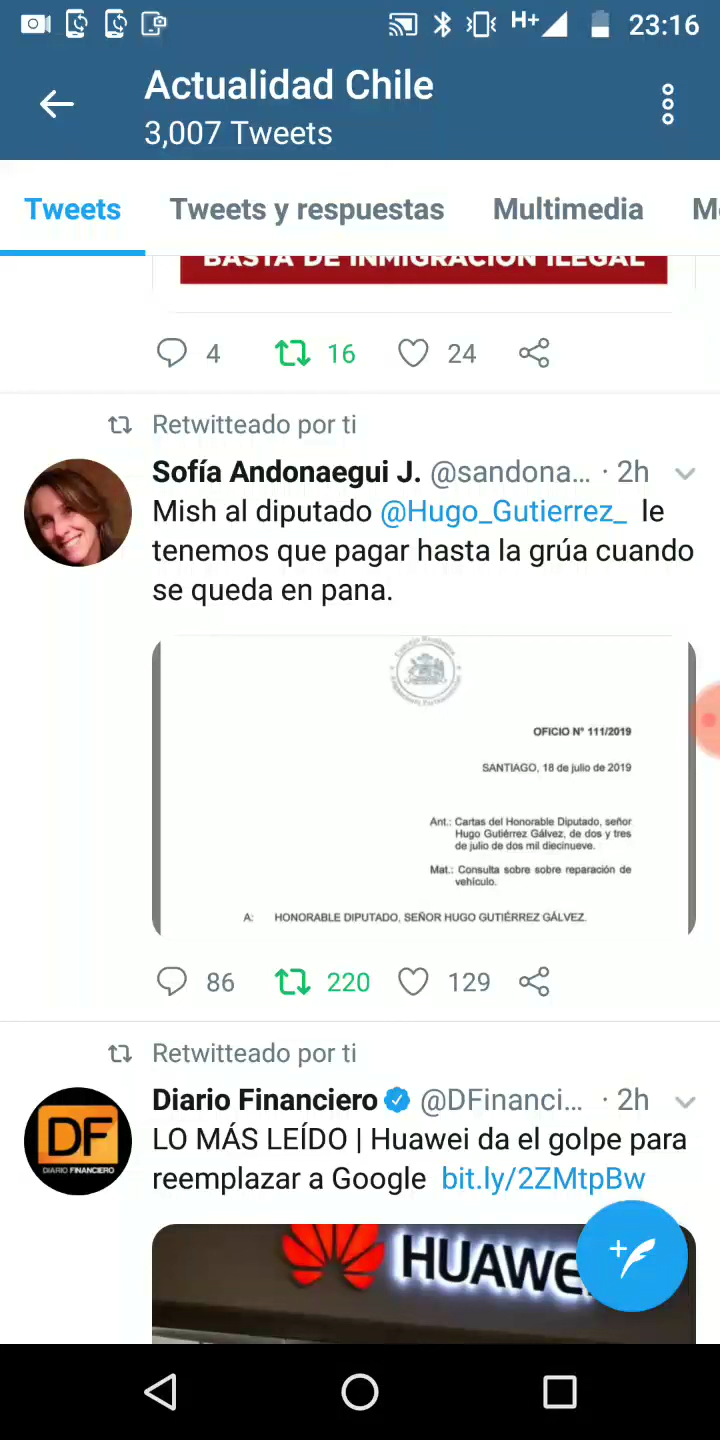 H+ 23:16
Actualidad Chile
3,007 Tweets
Tweets Tweets y respuestas Multimedia M
BASTA DE INMIGRACIÓN ILEGAL
4 16 24
Retwitteado por ti
Sofía Andonaegui J. @sandona... · 2h
Mish al diputado @Hugo_Gutierrez_ le
tenemos que pagar hasta la grúa cuando
se queda en pana.
OFICIO N° 111/2019
SANTIAGO, 18 de julio de 2019
Ant.: Cartas del Honorable Diputado, señor
Hugo Gutiérrez Gálvez, de dos y tres
de julio de dos mil diecinueve.
Mat.: Consulta sobre sobre reparación de
vehículo.
A: HONORABLE DIPUTADO, SEÑOR HUGO GUTIÉRREZ GÁLVEZ
86 220 129
Retwitteado por ti
Diario Financiero @DFinanci... · 2h
DF
DIARIO FINANCIERO
LO MÁS LEÍDO | Huawei da el golpe para
reemplazar a Google bit.ly/2ZMtpBw
HUAWE